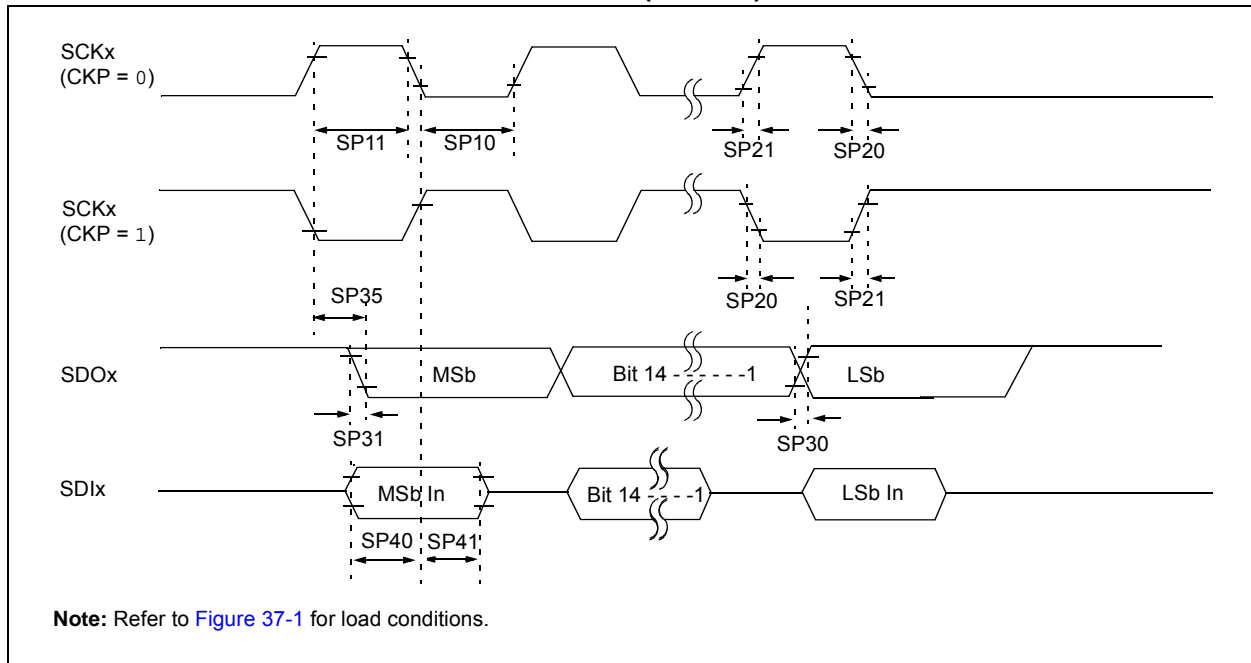 SCKx
(CKP = 0)
SP11
SP10
SP21
SP20
SCKx
(CKP = 1)
SP35
SP20
SP21
SDOx
MSb
Bit 14 - - - - - -1
LSb
SP31
SP30
SDIx
MSb In
Bit 14 - - - -1
LSb In
SP40
SP41
Note: Refer to Figure 37-1 for load conditions.